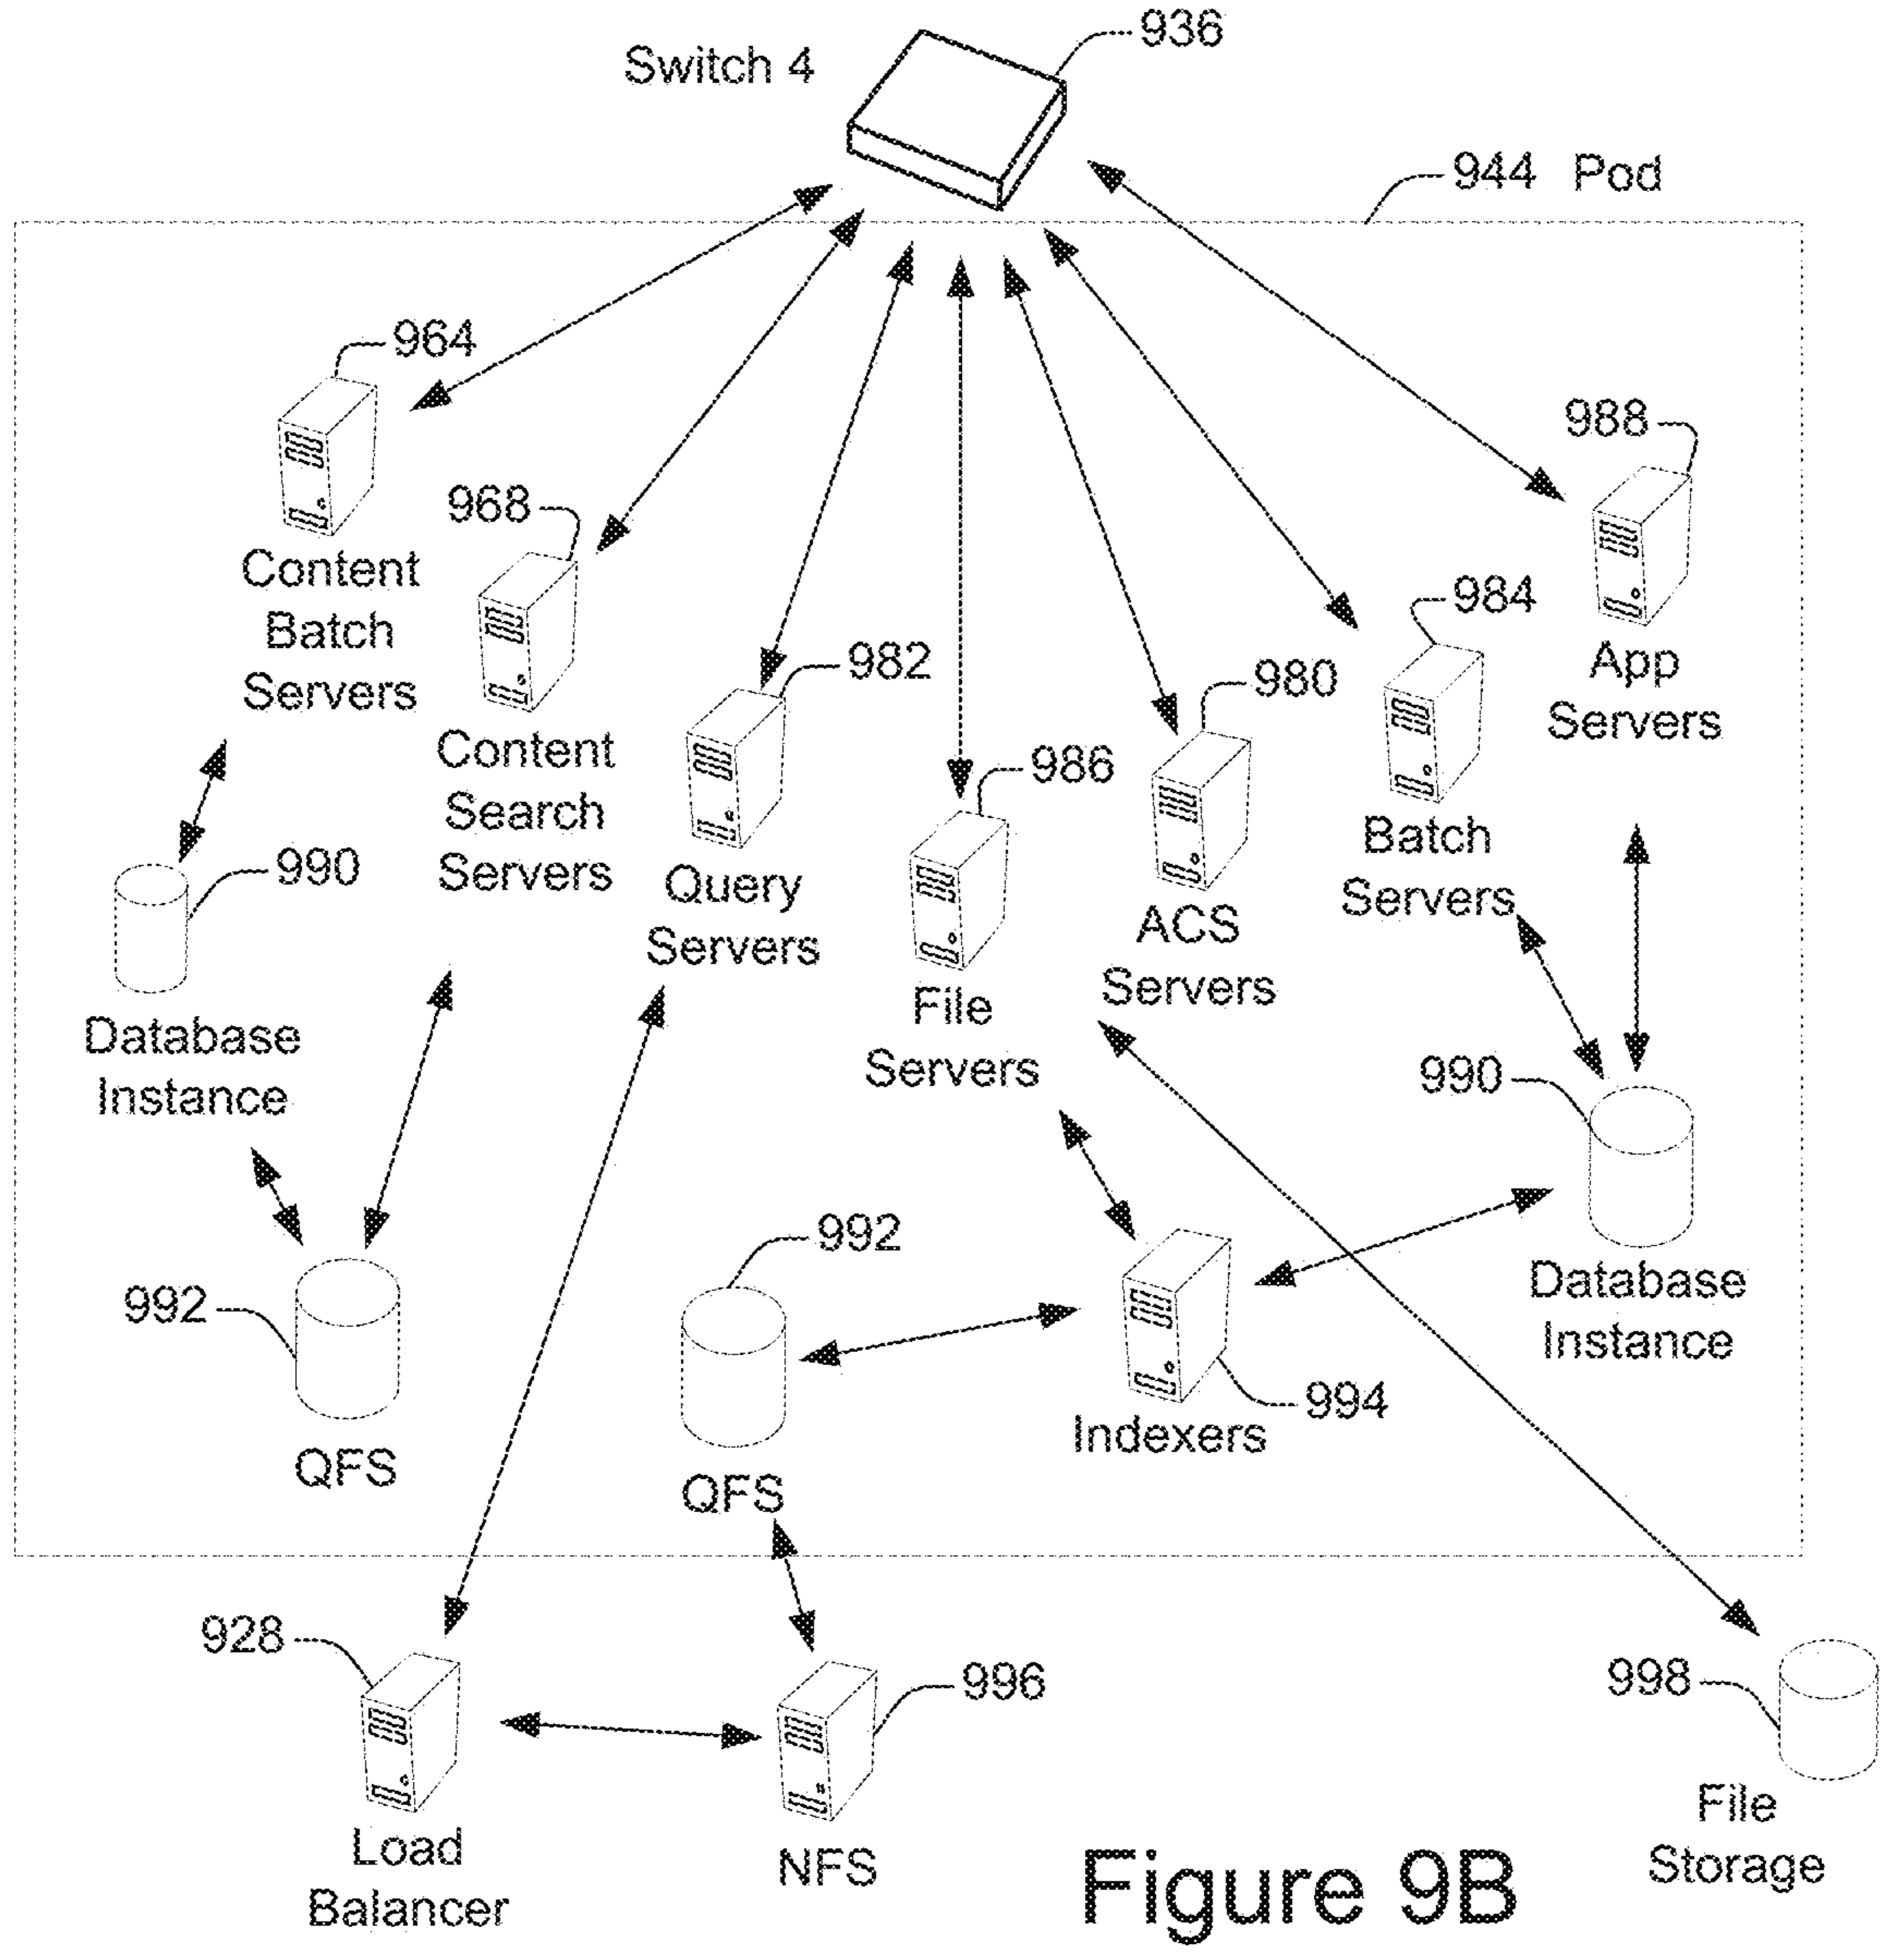 936
Switch 4
944 Pod
964
988
968
Content
Batch
Servers
984
982
App
Servers
980
Content
Search
Servers
986
Batch
Servers
990
Query
Servers
ACS
Servers
File
Servers
Database
Instance
990
992
992
Database
Instance
994
Indexers
QFS
QFS
928
996
998
Load
Balancer
NFS
File
Storage
Figure 9B